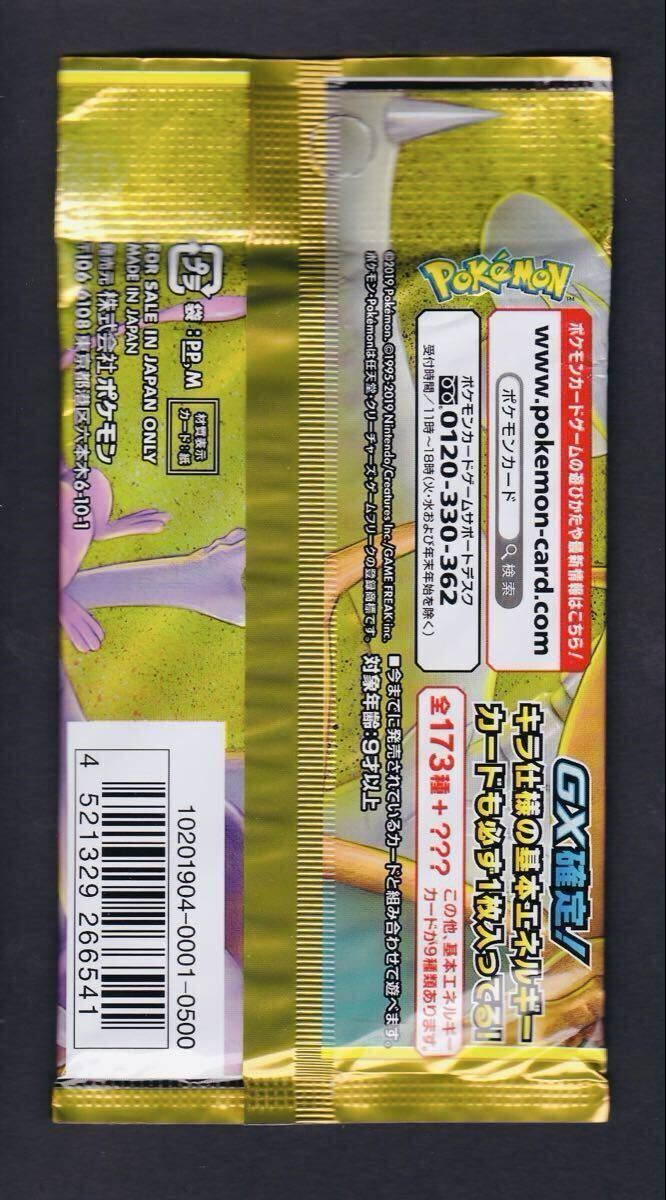 ポケモンカードゲームの遊びかたや最新情報はこちら!
www.pokemon-card.com
ポケモンカード 検索
POKéMON™
ポケモンカードゲームサポートデスク
0120-330-362
受付時間／11時～18時(火・水および年末年始を除く)
GX確定!
キラ仕様の基本エネルギー
カードも必ず1枚入ってる!
全173種+???
この他、基本エネルギー
カードが9種類あります。
■今までに発売されているカードと組み合わせて遊べます。
対象年齢:9才以上
©2019 Pokémon. ©1995-2019 Nintendo/Creatures Inc./GAME FREAK inc.
ポケモン・Pokémonは任天堂・クリーチャーズ・ゲームフリークの登録商標です。
プラ
袋:PP,M
材質表示
カード:紙
FOR SALE IN JAPAN ONLY
MADE IN JAPAN
株式会社ポケモン
〒106-6108 東京都港区六本木6-10-1
10201904-0001-0500
4 521329 266541